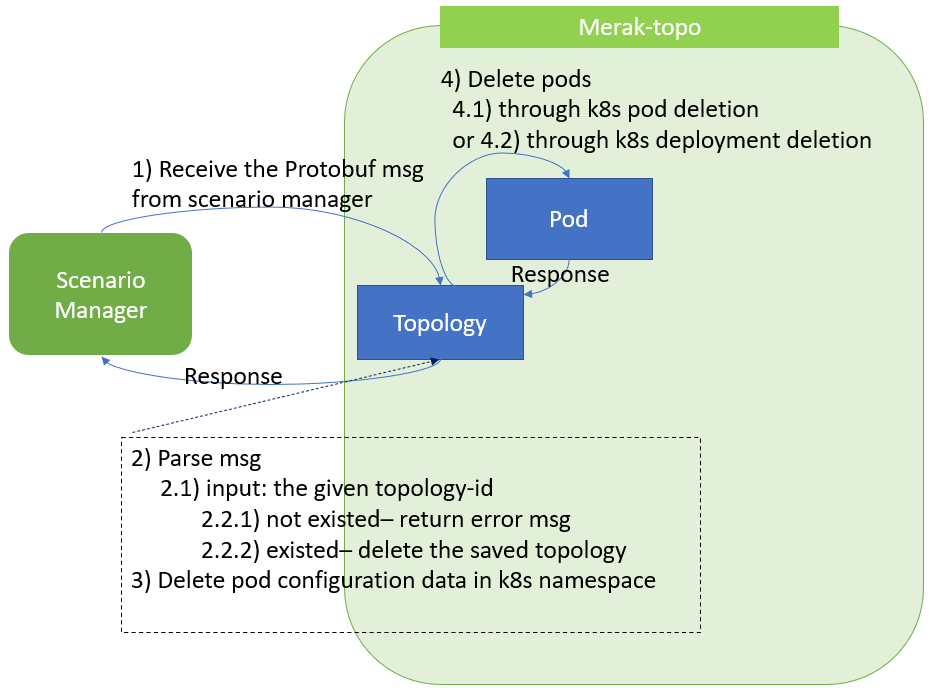 Merak-topo
4) Delete pods
4.1) through k8s pod deletion
or 4.2) through k8s deployment deletion
1) Receive the Protobuf msg
from scenario manager
Pod
Response
Scenario
Manager
Topology
Response
2) Parse msg
2.1) input: the given topology-id
2.2.1) not existed– return error msg
2.2.2) existed– delete the saved topology
3) Delete pod configuration data in k8s namespace